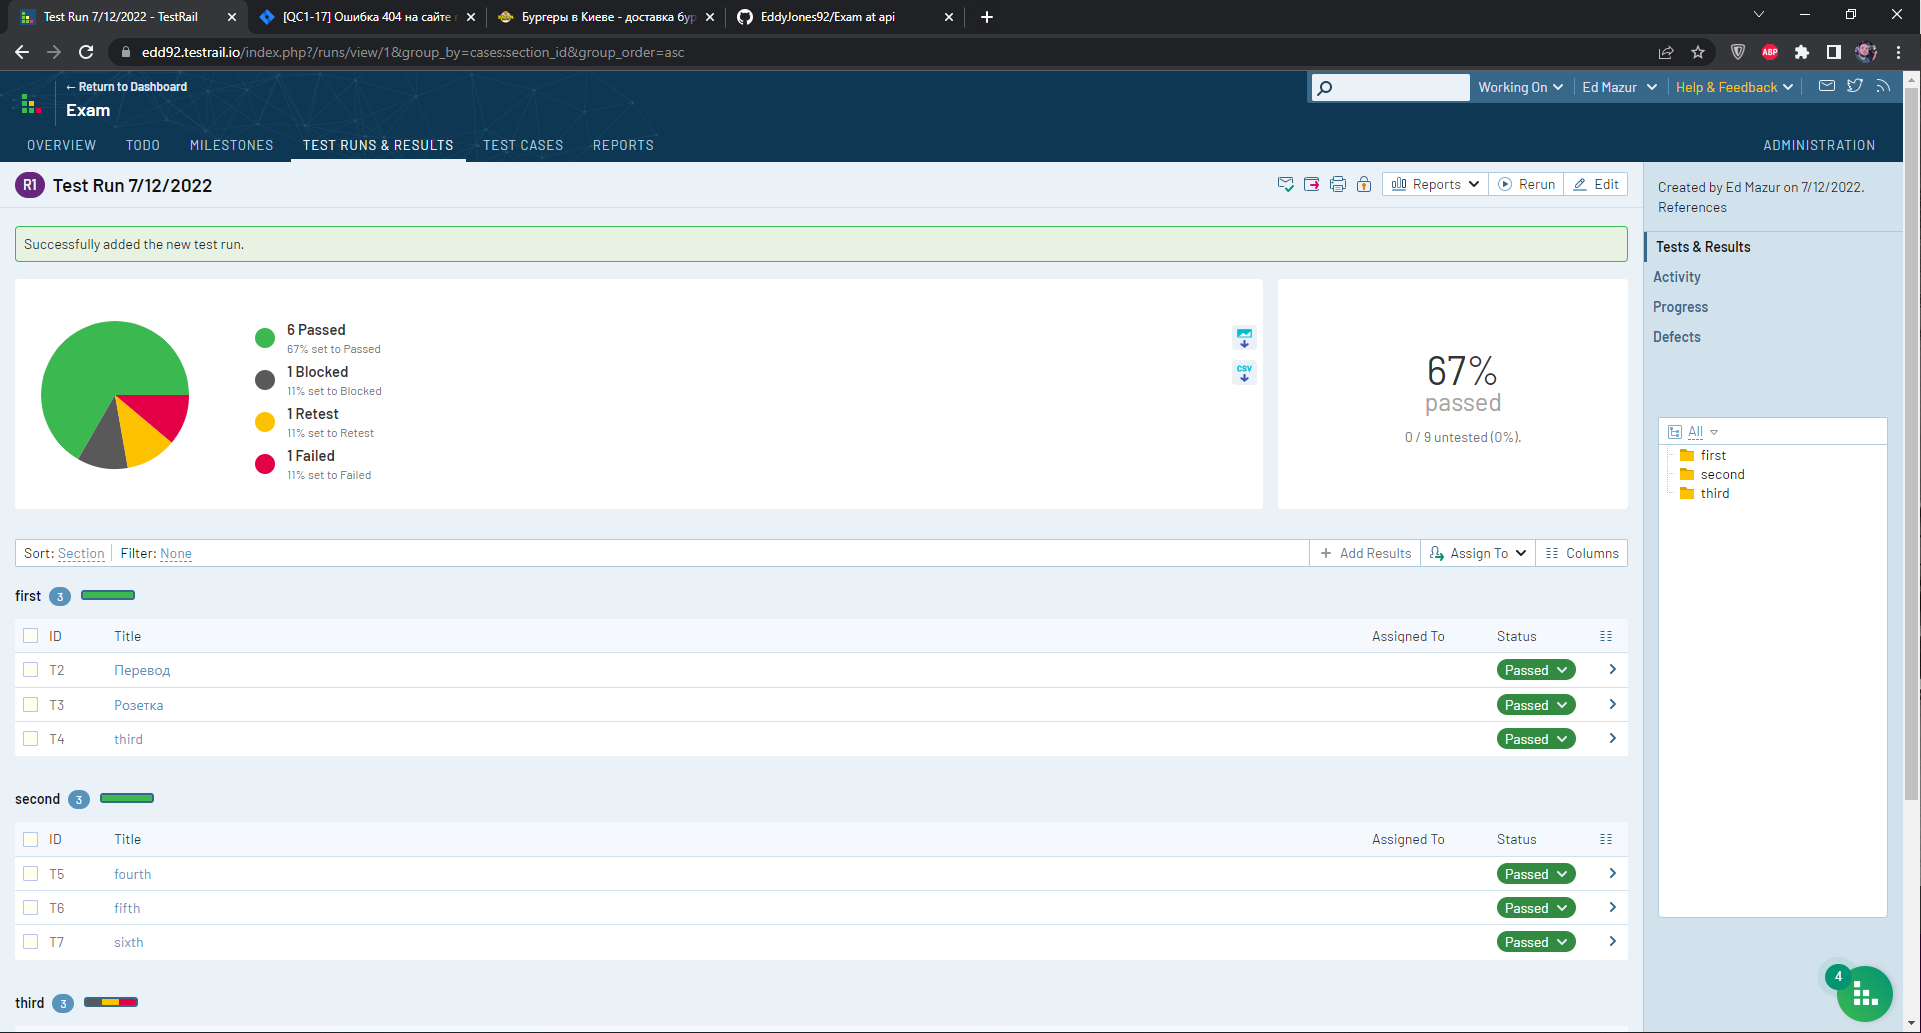 Test Run 7/12/2022 - TestRail
[QC1-17] Ошибка 404 на сайте
Бургеры в Киеве - доставка бур
EddyJones92/Exam at api
edd92.testrail.io/index.php?/runs/view/1&group_by=cases:section_id&group_order=asc
ABP
← Return to Dashboard
Exam
Working On
Ed Mazur
Help & Feedback
OVERVIEW
TODO
MILESTONES
TEST RUNS & RESULTS
TEST CASES
REPORTS
ADMINISTRATION
R1
Test Run 7/12/2022
Reports
Rerun
Edit
Created by Ed Mazur on 7/12/2022.
References
Successfully added the new test run.
Tests & Results
Activity
Progress
Defects
6 Passed
67% set to Passed
1 Blocked
11% set to Blocked
1 Retest
11% set to Retest
1 Failed
11% set to Failed
CSV
67%
passed
0 / 9 untested (0%).
All
first
second
third
Sort: Section
Filter: None
Add Results
Assign To
Columns
first 3
ID Title Assigned To Status
T2 Перевод Passed
T3 Розетка Passed
T4 third Passed
second 3
ID Title Assigned To Status
T5 fourth Passed
T6 fifth Passed
T7 sixth Passed
third 3
4